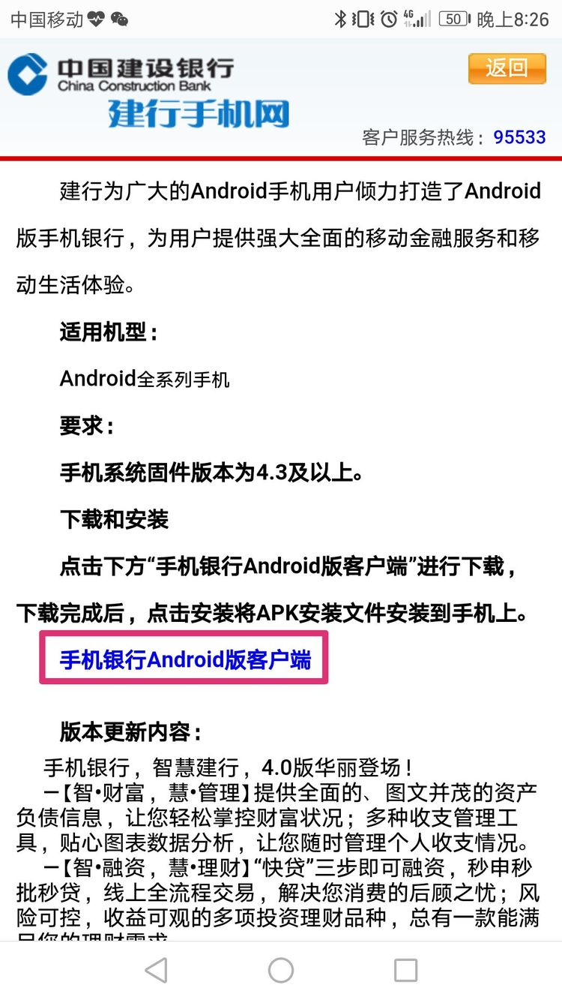 中国移动
4G
50
晚上8:26
中国建设银行
China Construction Bank
返回
建行手机网
客户服务热线：95533
建行为广大的Android手机用户倾力打造了Android
版手机银行，为用户提供强大全面的移动金融服务和移
动生活体验。
适用机型：
Android全系列手机
要求：
手机系统固件版本为4.3及以上。
下载和安装
点击下方“手机银行Android版客户端”进行下载，
下载完成后，点击安装将APK安装文件安装到手机上。
手机银行Android版客户端
版本更新内容：
手机银行，智慧建行，4.0版华丽登场！
—【智•财富，慧•管理】提供全面的、图文并茂的资产
负债信息，让您轻松掌控财富状况；多种收支管理工
具，贴心图表数据分析，让您随时管理个人收支情况。
—【智•融资，慧•理财】“快贷”三步即可融资，秒申秒
批秒贷，线上全流程交易，解决您消费的后顾之忧；风
险可控，收益可观的多项投资理财品种，总有一款能满
足您的理财需求